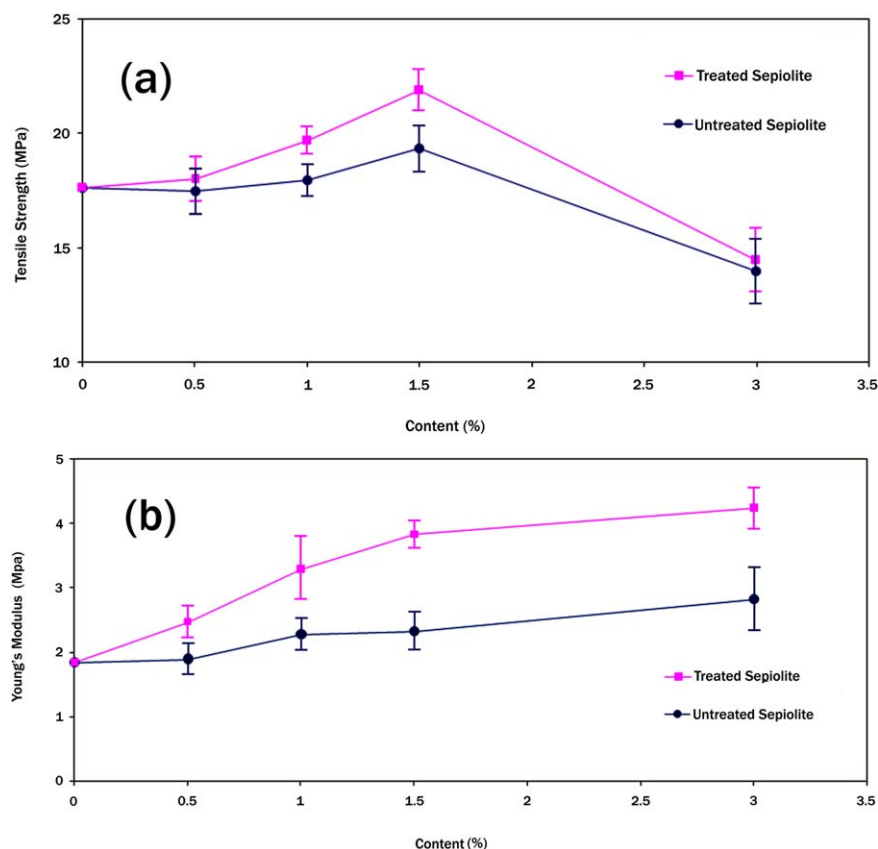 (a)
25
20
15
10
Tensile Strength (MPa)
Treated Sepiolite
Untreated Sepiolite
0 0.5 1 1.5 2 2.5 3 3.5
Content (%)
(b)
5
4
3
2
1
0
Young's Modulus (Mpa)
Treated Sepiolite
Untreated Sepiolite
0 0.5 1 1.5 2 2.5 3 3.5
Content (%)